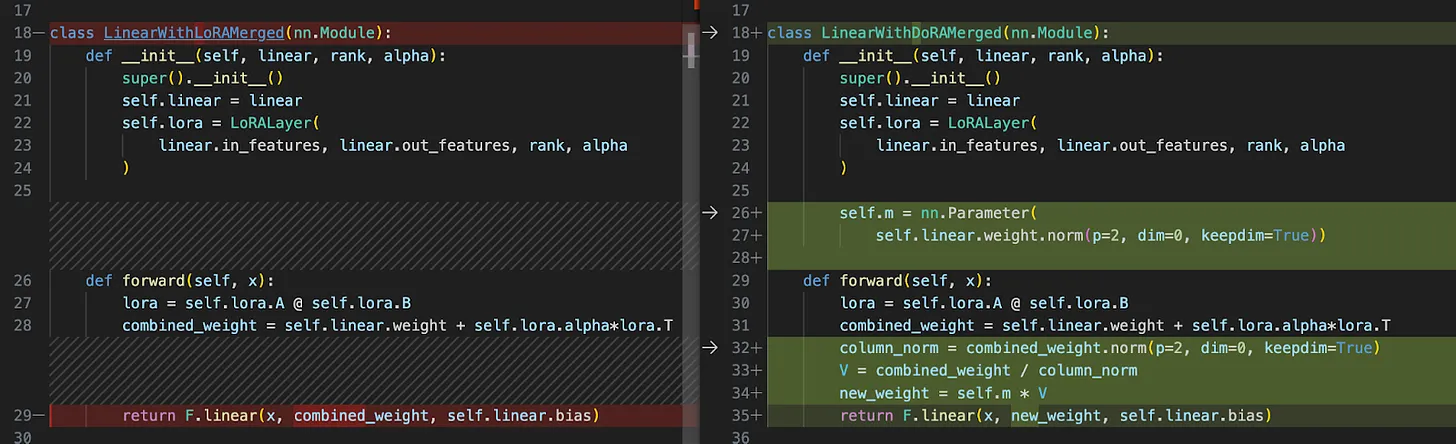 17
18— class LinearWithLoRAMerged(nn.Module):
19 def __init__(self, linear, rank, alpha):
20 super().__init__()
21 self.linear = linear
22 self.lora = LoRALayer(
23 linear.in_features, linear.out_features, rank, alpha
24 )
25
26 def forward(self, x):
27 lora = self.lora.A @ self.lora.B
28 combined_weight = self.linear.weight + self.lora.alpha*lora.T
29— return F.linear(x, combined_weight, self.linear.bias)
30
17
→ 18+ class LinearWithDoRAMerged(nn.Module):
19 def __init__(self, linear, rank, alpha):
20 super().__init__()
21 self.linear = linear
22 self.lora = LoRALayer(
23 linear.in_features, linear.out_features, rank, alpha
24 )
25
→ 26+ self.m = nn.Parameter(
27+ self.linear.weight.norm(p=2, dim=0, keepdim=True))
28+
29 def forward(self, x):
30 lora = self.lora.A @ self.lora.B
31 combined_weight = self.linear.weight + self.lora.alpha*lora.T
→ 32+ column_norm = combined_weight.norm(p=2, dim=0, keepdim=True)
33+ V = combined_weight / column_norm
34+ new_weight = self.m * V
35+ return F.linear(x, new_weight, self.linear.bias)
36